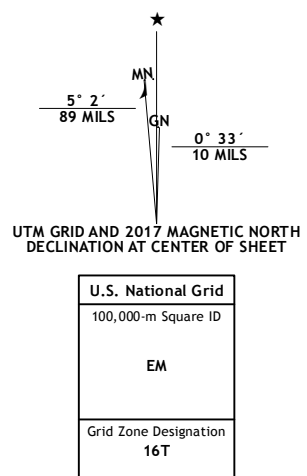 ★
MN
GN
5° 2´
89 MILS
0° 33´
10 MILS
UTM GRID AND 2017 MAGNETIC NORTH
DECLINATION AT CENTER OF SHEET
U.S. National Grid
100,000-m Square ID
EM
Grid Zone Designation
16T